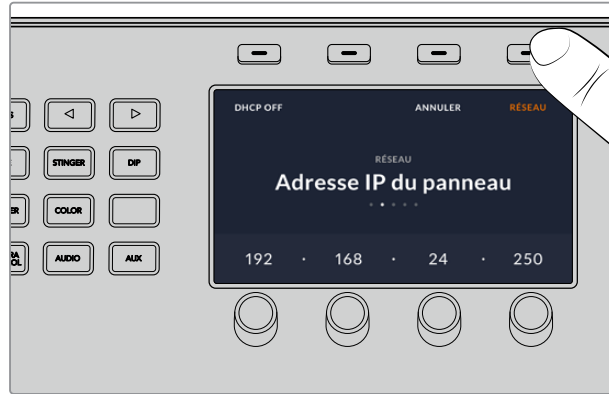 DHCP OFF ANNULER RÉSEAU
RÉSEAU
Adresse IP du panneau
192 · 168 · 24 · 250
STINGER DIP
COLOR
AUDIO AUX